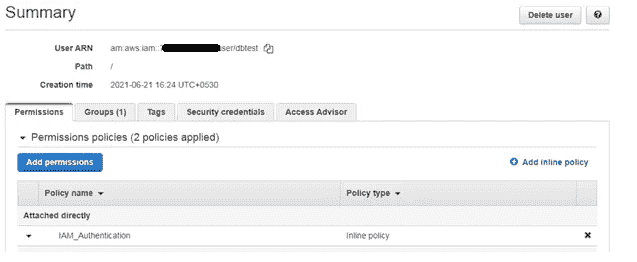 Summary
Delete user
?
User ARN am:aws:iam:: user/dbtest
Path /
Creation time 2021-06-21 16:24 UTC+0530
Permissions Groups (1) Tags Security credentials Access Advisor
Permissions policies (2 policies applied)
Add permissions Add inline policy
Policy name Policy type
Attached directly
IAM_Authentication Inline policy